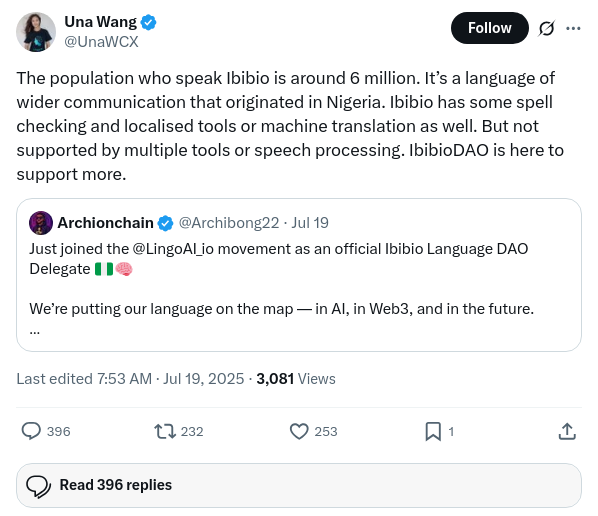 Una Wang
Follow
@UnaWCX
The population who speak Ibibio is around 6 million. It’s a language of
wider communication that originated in Nigeria. Ibibio has some spell
checking and localised tools or machine translation as well. But not
supported by multiple tools or speech processing. IbibioDAO is here to
support more.
Archionchain @Archibong22 · Jul 19
Just joined the @LingoAI_io movement as an official Ibibio Language DAO
Delegate 🇳🇬🧠
We’re putting our language on the map — in AI, in Web3, and in the future.
...
Last edited 7:53 AM · Jul 19, 2025 · 3,081 Views
396 232 253 1
Read 396 replies